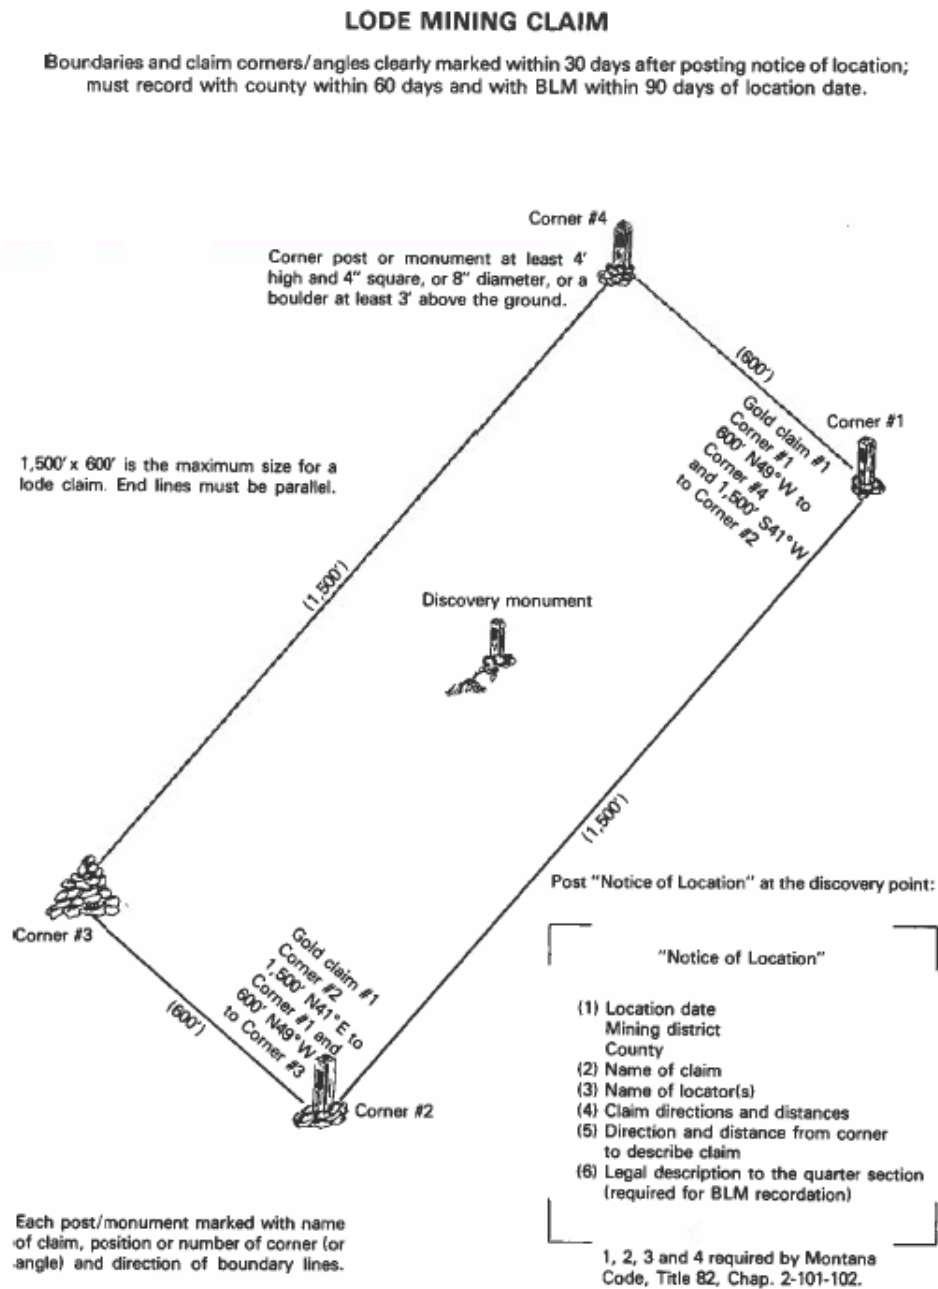 LODE MINING CLAIM
Boundaries and claim corners/angles clearly marked within 30 days after posting notice of location;
must record with county within 60 days and with BLM within 90 days of location date.
Corner #4
Corner post or monument at least 4'
high and 4" square, or 8" diameter, or a
boulder at least 3' above the ground.
(600')
Corner #1
Gold claim #1
Corner #1
600' N49°W to
Corner #4
and 1,500' S41°W
to Corner #2
1,500' x 600' is the maximum size for a
lode claim. End lines must be parallel.
(1,500')
Discovery monument
(1,500')
Post "Notice of Location" at the discovery point:
Corner #3
Gold claim #1
Corner #2
1,500' N41°E to
Corner #1 and
600' N49°W
to Corner #3
(600')
Corner #2
"Notice of Location"
(1) Location date
Mining district
County
(2) Name of claim
(3) Name of locator(s)
(4) Claim directions and distances
(5) Direction and distance from corner
to describe claim
(6) Legal description to the quarter section
(required for BLM recordation)
Each post/monument marked with name
of claim, position or number of corner (or
angle) and direction of boundary lines.
1, 2, 3 and 4 required by Montana
Code, Title 82, Chap. 2-101-102.